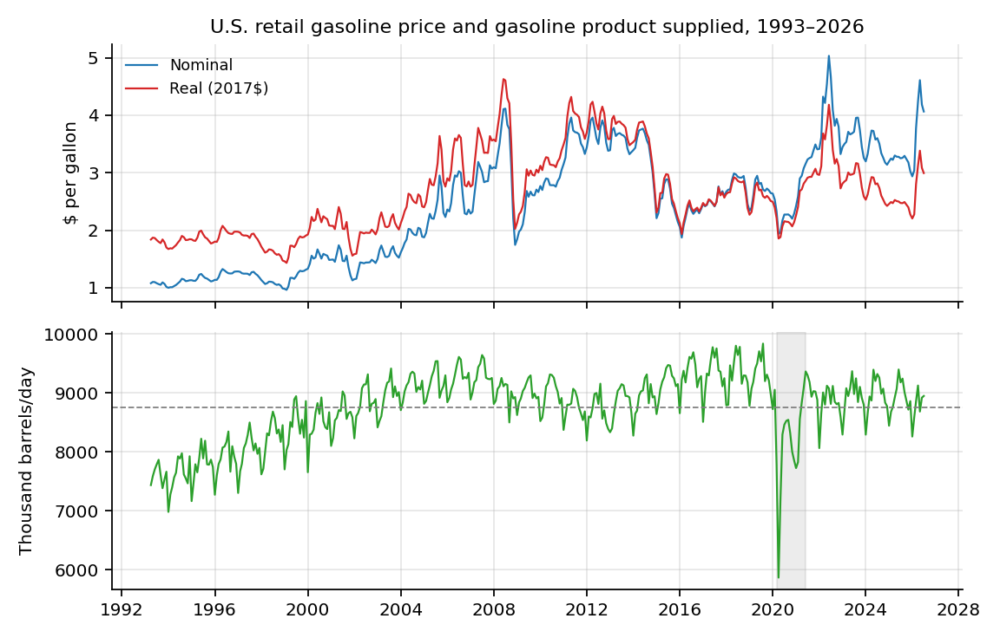 U.S. retail gasoline price and gasoline product supplied, 1993–2026
$ per gallon
5
4
3
2
1
Nominal
Real (2017$)
Thousand barrels/day
10000
9000
8000
7000
6000
1992 1996 2000 2004 2008 2012 2016 2020 2024 2028